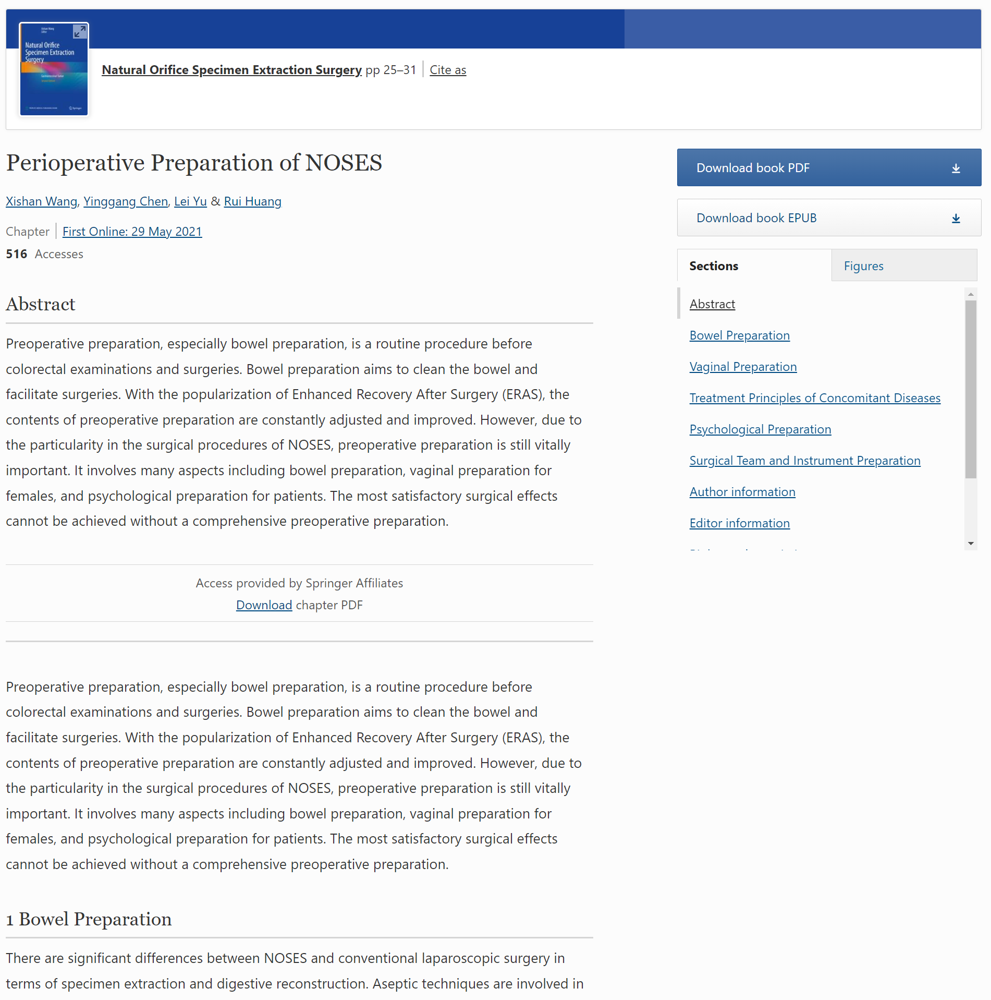 Xishan Wang
Editor
Natural Orifice
Specimen Extraction
Surgery
Gastrointestinal Tumor
Second Edition
Springer
Natural Orifice Specimen Extraction Surgery pp 25–31 Cite as
Perioperative Preparation of NOSES
Xishan Wang, Yinggang Chen, Lei Yu & Rui Huang
Chapter First Online: 29 May 2021
516 Accesses
Abstract
Preoperative preparation, especially bowel preparation, is a routine procedure before
colorectal examinations and surgeries. Bowel preparation aims to clean the bowel and
facilitate surgeries. With the popularization of Enhanced Recovery After Surgery (ERAS), the
contents of preoperative preparation are constantly adjusted and improved. However, due to
the particularity in the surgical procedures of NOSES, preoperative preparation is still vitally
important. It involves many aspects including bowel preparation, vaginal preparation for
females, and psychological preparation for patients. The most satisfactory surgical effects
cannot be achieved without a comprehensive preoperative preparation.
Access provided by Springer Affiliates
Download chapter PDF
Preoperative preparation, especially bowel preparation, is a routine procedure before
colorectal examinations and surgeries. Bowel preparation aims to clean the bowel and
facilitate surgeries. With the popularization of Enhanced Recovery After Surgery (ERAS), the
contents of preoperative preparation are constantly adjusted and improved. However, due to
the particularity in the surgical procedures of NOSES, preoperative preparation is still vitally
important. It involves many aspects including bowel preparation, vaginal preparation for
females, and psychological preparation for patients. The most satisfactory surgical effects
cannot be achieved without a comprehensive preoperative preparation.
1 Bowel Preparation
There are significant differences between NOSES and conventional laparoscopic surgery in
terms of specimen extraction and digestive reconstruction. Aseptic techniques are involved in
Download book PDF
Download book EPUB
Sections
Figures
Abstract
Bowel Preparation
Vaginal Preparation
Treatment Principles of Concomitant Diseases
Psychological Preparation
Surgical Team and Instrument Preparation
Author information
Editor information